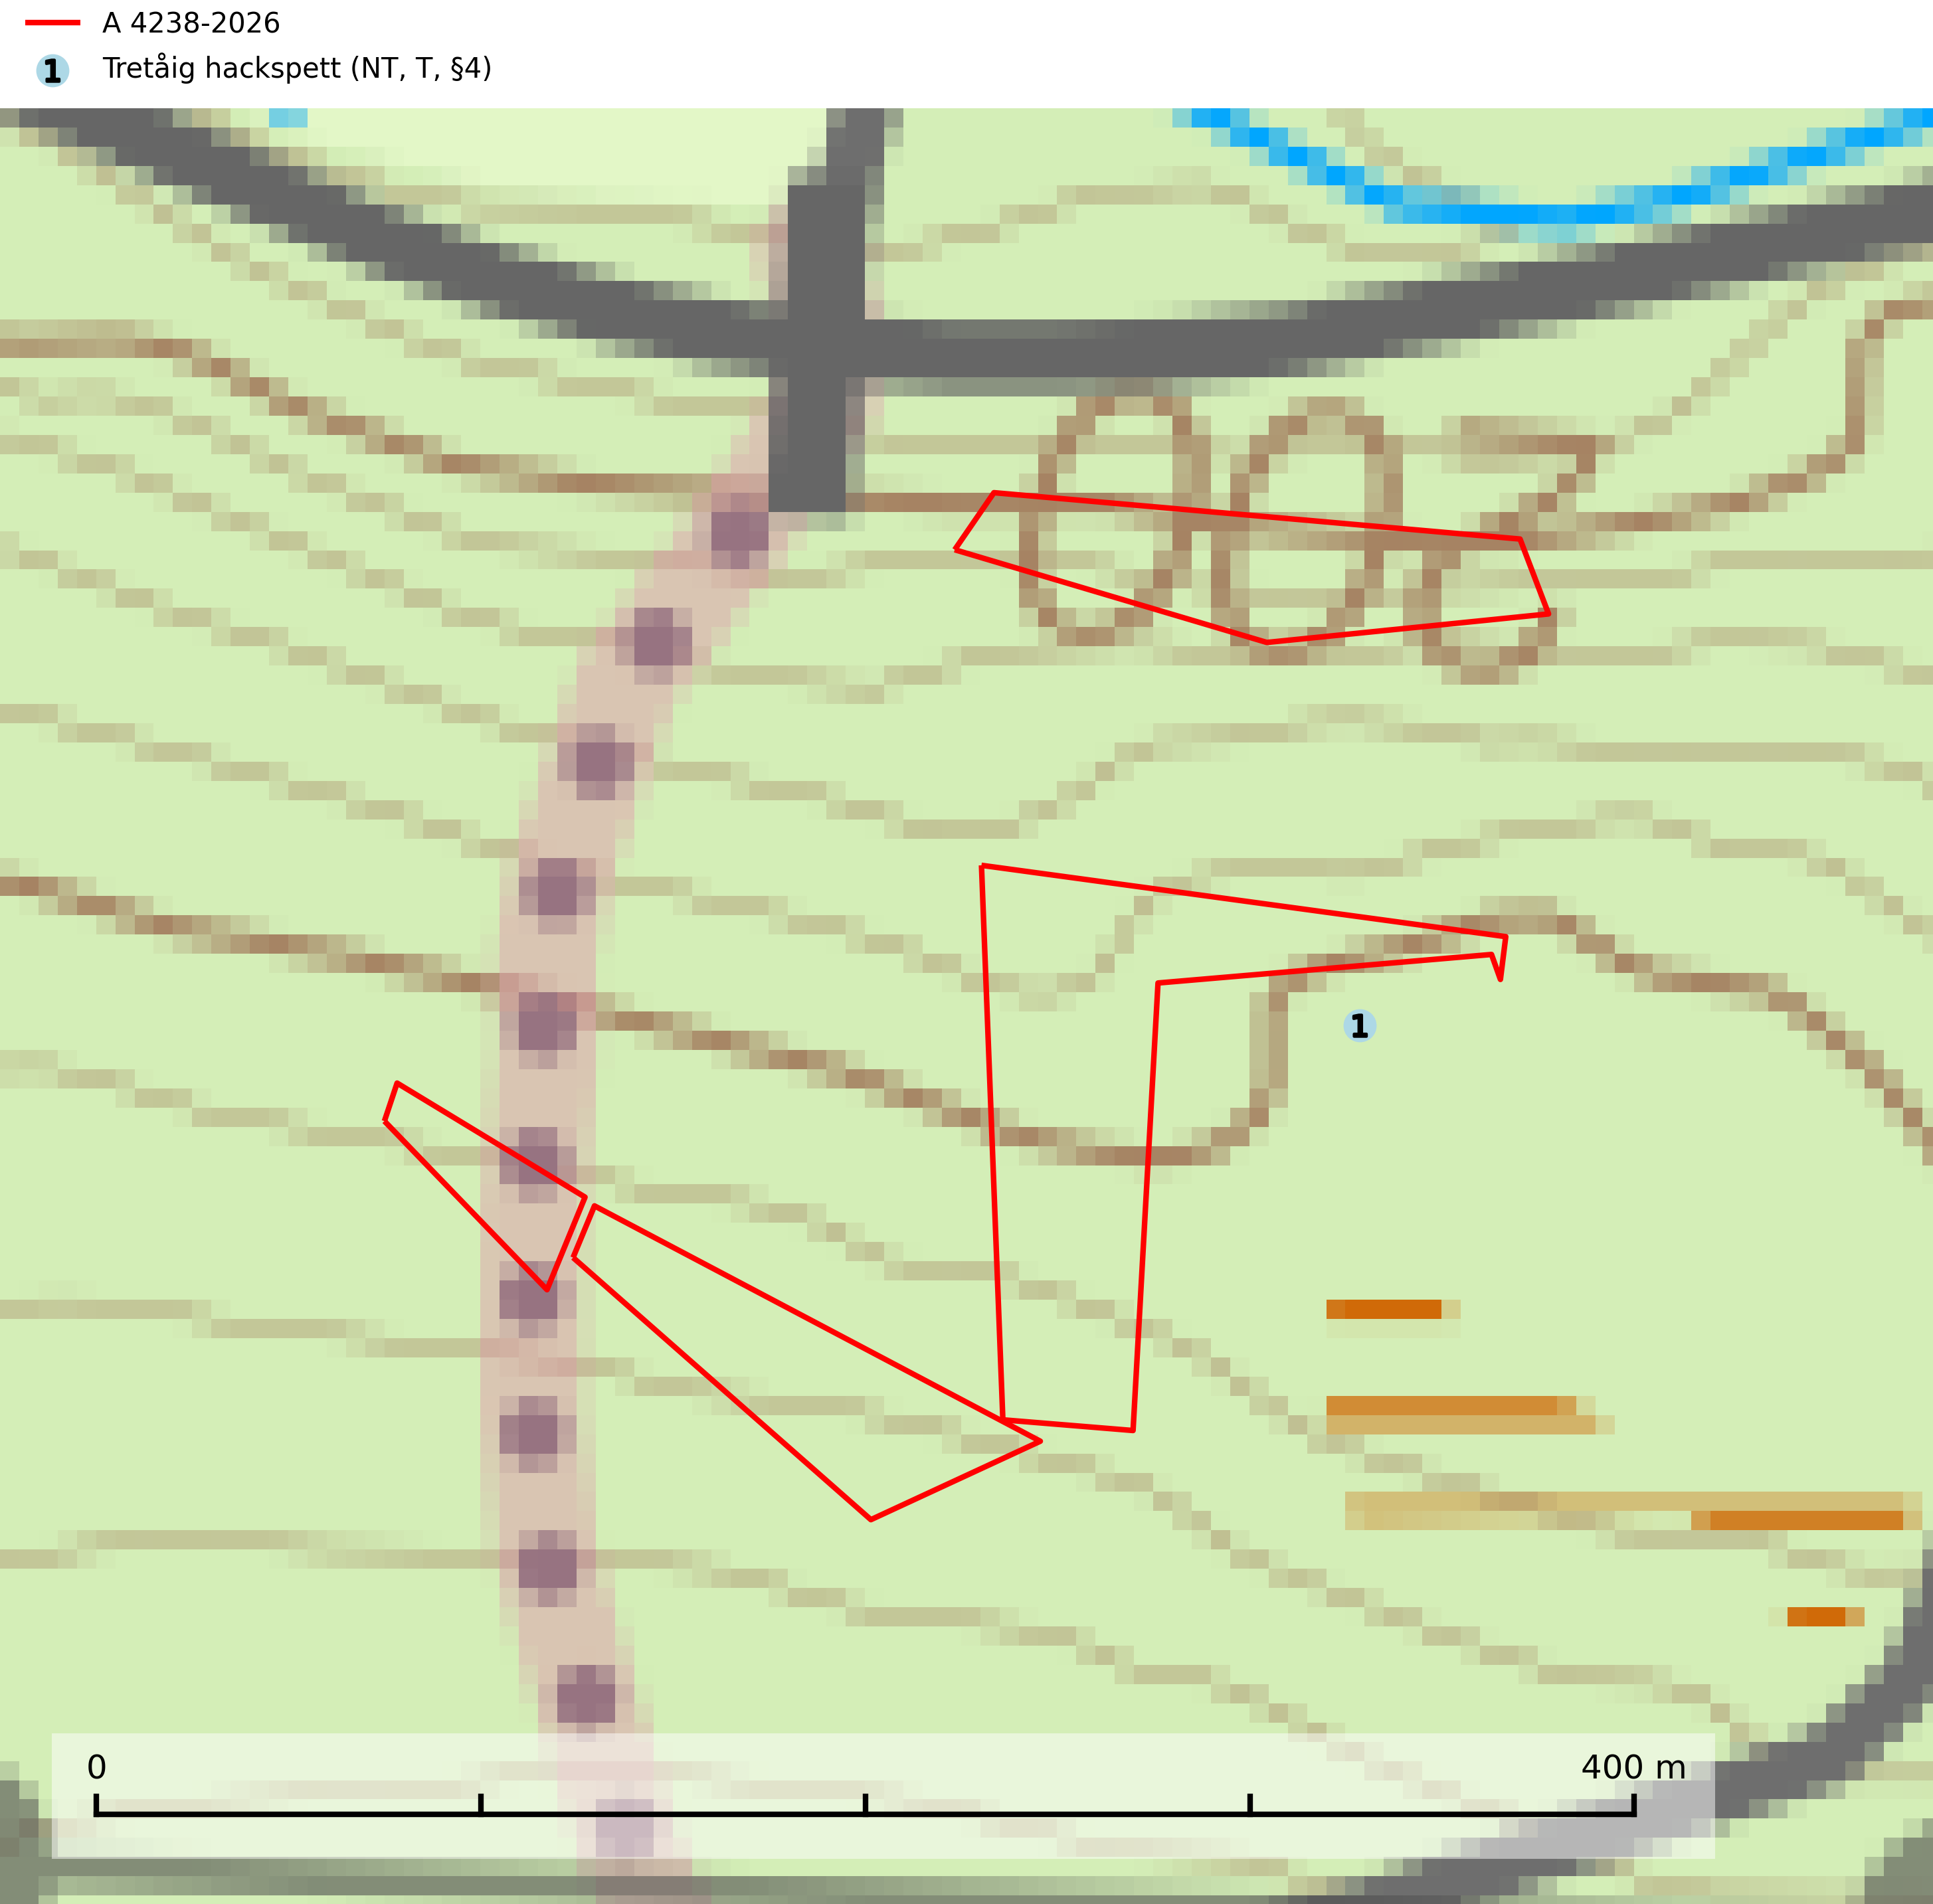 A 4238-2026
1 Tretåig hackspett (NT, T, §4)
1
0 400 m